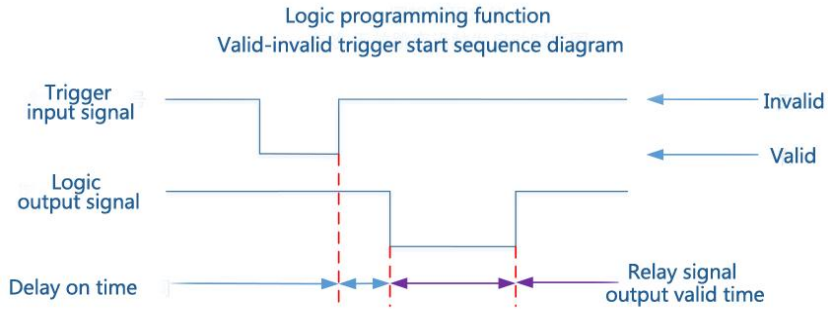 Logic programming function
Valid-invalid trigger start sequence diagram
Trigger
input signal
Invalid
Valid
Logic
output signal
Delay on time
Relay signal
output valid time